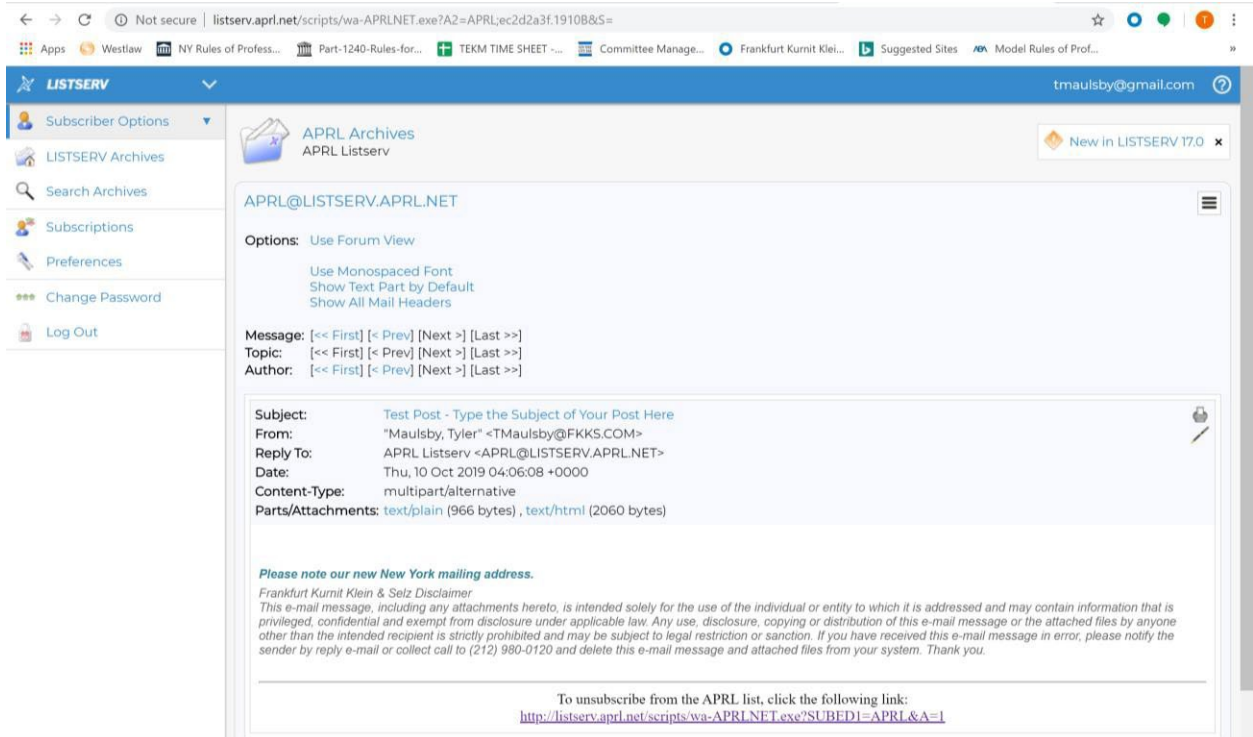 Not secure | listserv.aprl.net/scripts/wa-APRLNET.exe?A2=APRL;ec2d2a3f.1910B&S=
T
Apps Westlaw NY Rules of Profess... Part-1240-Rules-for... TEKM TIME SHEET -... Committee Manage... Frankfurt Kurnit Klei... Suggested Sites Model Rules of Prof... »
LISTSERV tmaulsby@gmail.com ?
Subscriber Options
LISTSERV Archives
Search Archives
Subscriptions
Preferences
Change Password
Log Out
APRL Archives
APRL Listserv
New in LISTSERV 17.0 x
APRL@LISTSERV.APRL.NET
Options: Use Forum View
Use Monospaced Font
Show Text Part by Default
Show All Mail Headers
Message: [<< First] [< Prev] [Next >] [Last >>]
Topic: [<< First] [< Prev] [Next >] [Last >>]
Author: [<< First] [< Prev] [Next >] [Last >>]
Subject: Test Post - Type the Subject of Your Post Here
From: "Maulsby, Tyler" <TMaulsby@FKKS.COM>
Reply To: APRL Listserv <APRL@LISTSERV.APRL.NET>
Date: Thu, 10 Oct 2019 04:06:08 +0000
Content-Type: multipart/alternative
Parts/Attachments: text/plain (966 bytes) , text/html (2060 bytes)
Please note our new New York mailing address.
Frankfurt Kurnit Klein & Selz Disclaimer
This e-mail message, including any attachments hereto, is intended solely for the use of the individual or entity to which it is addressed and may contain information that is
privileged, confidential and exempt from disclosure under applicable law. Any use, disclosure, copying or distribution of this e-mail message or the attached files by anyone
other than the intended recipient is strictly prohibited and may be subject to legal restriction or sanction. If you have received this e-mail message in error, please notify the
sender by reply e-mail or collect call to (212) 980-0120 and delete this e-mail message and attached files from your system. Thank you.
To unsubscribe from the APRL list, click the following link:
http://listserv.aprl.net/scripts/wa-APRLNET.exe?SUBED1=APRL&A=1